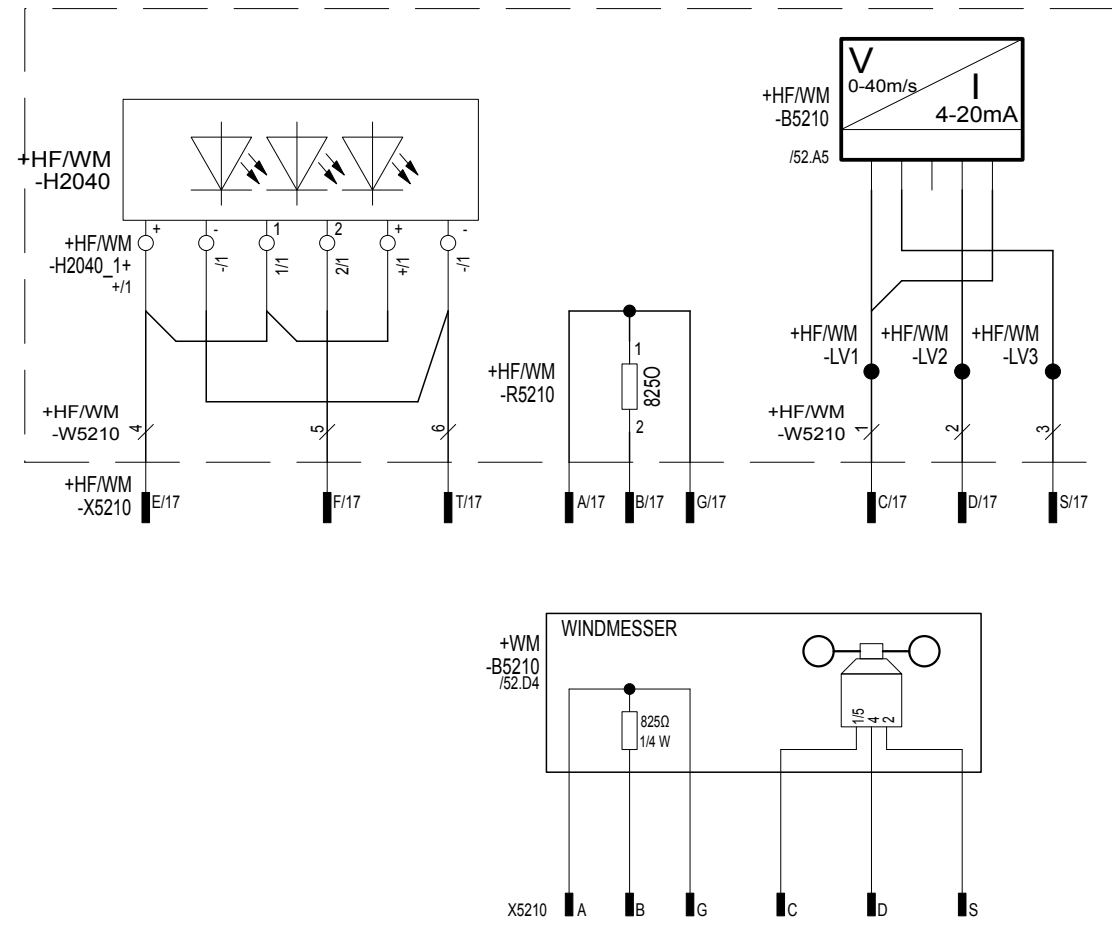 V
0-40m/s
I
4-20mA
+HF/WM
-B5210
/52.A5
+HF/WM
-H2040
+ - 1 2 + -
+HF/WM
-H2040_1+
+/1
-/1 1/1 2/1 +/1 -/1
+HF/WM
-R5210
1
825O
2
+HF/WM
-LV1
+HF/WM
-LV2
+HF/WM
-LV3
+HF/WM
-W5210
4 5 6
+HF/WM
-W5210
1 2 3
+HF/WM
-X5210
E/17 F/17 T/17 A/17 B/17 G/17 C/17 D/17 S/17
WINDMESSER
+WM
-B5210
/52.D4
825Ω
1/4 W
1/5
4
2
X5210 A B G C D S